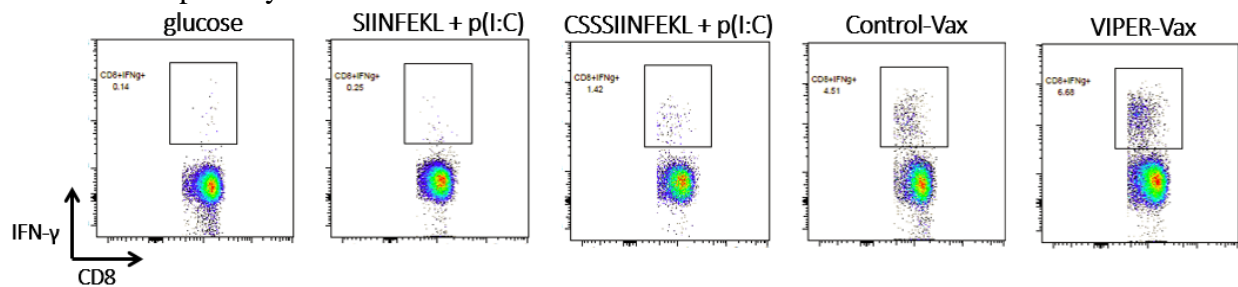 glucose
SIINFEKL + p(I:C)
CSSSIINFEKL + p(I:C)
Control-Vax
VIPER-Vax
CD8+IFNg+
0.14
CD8+IFNg+
0.25
CD8+IFNg+
1.42
CD8+IFNg+
4.51
CD8+IFNg+
6.68
IFN-γ
CD8